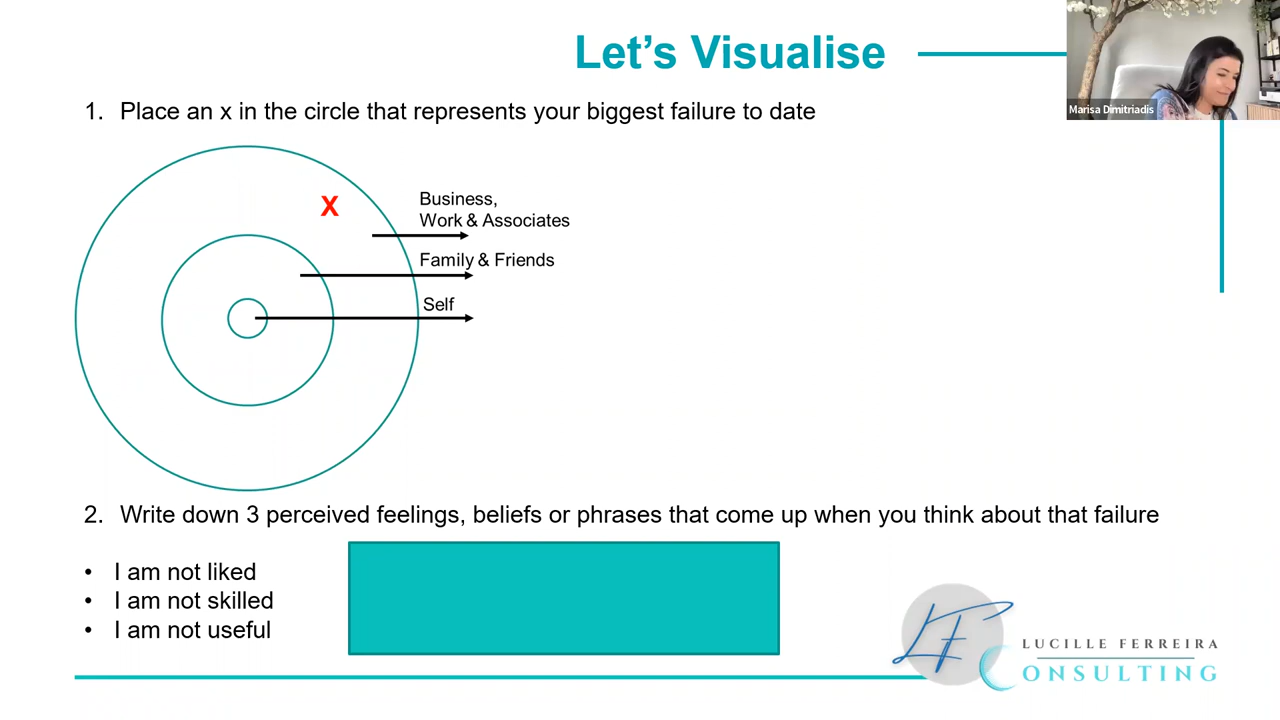 Let's Visualise
Marisa Dimitriadis
1. Place an x in the circle that represents your biggest failure to date
X
Business,
Work & Associates
Family & Friends
Self
2. Write down 3 perceived feelings, beliefs or phrases that come up when you think about that failure
• I am not liked
• I am not skilled
• I am not useful
LF
LUCILLE FERREIRA
CONSULTING